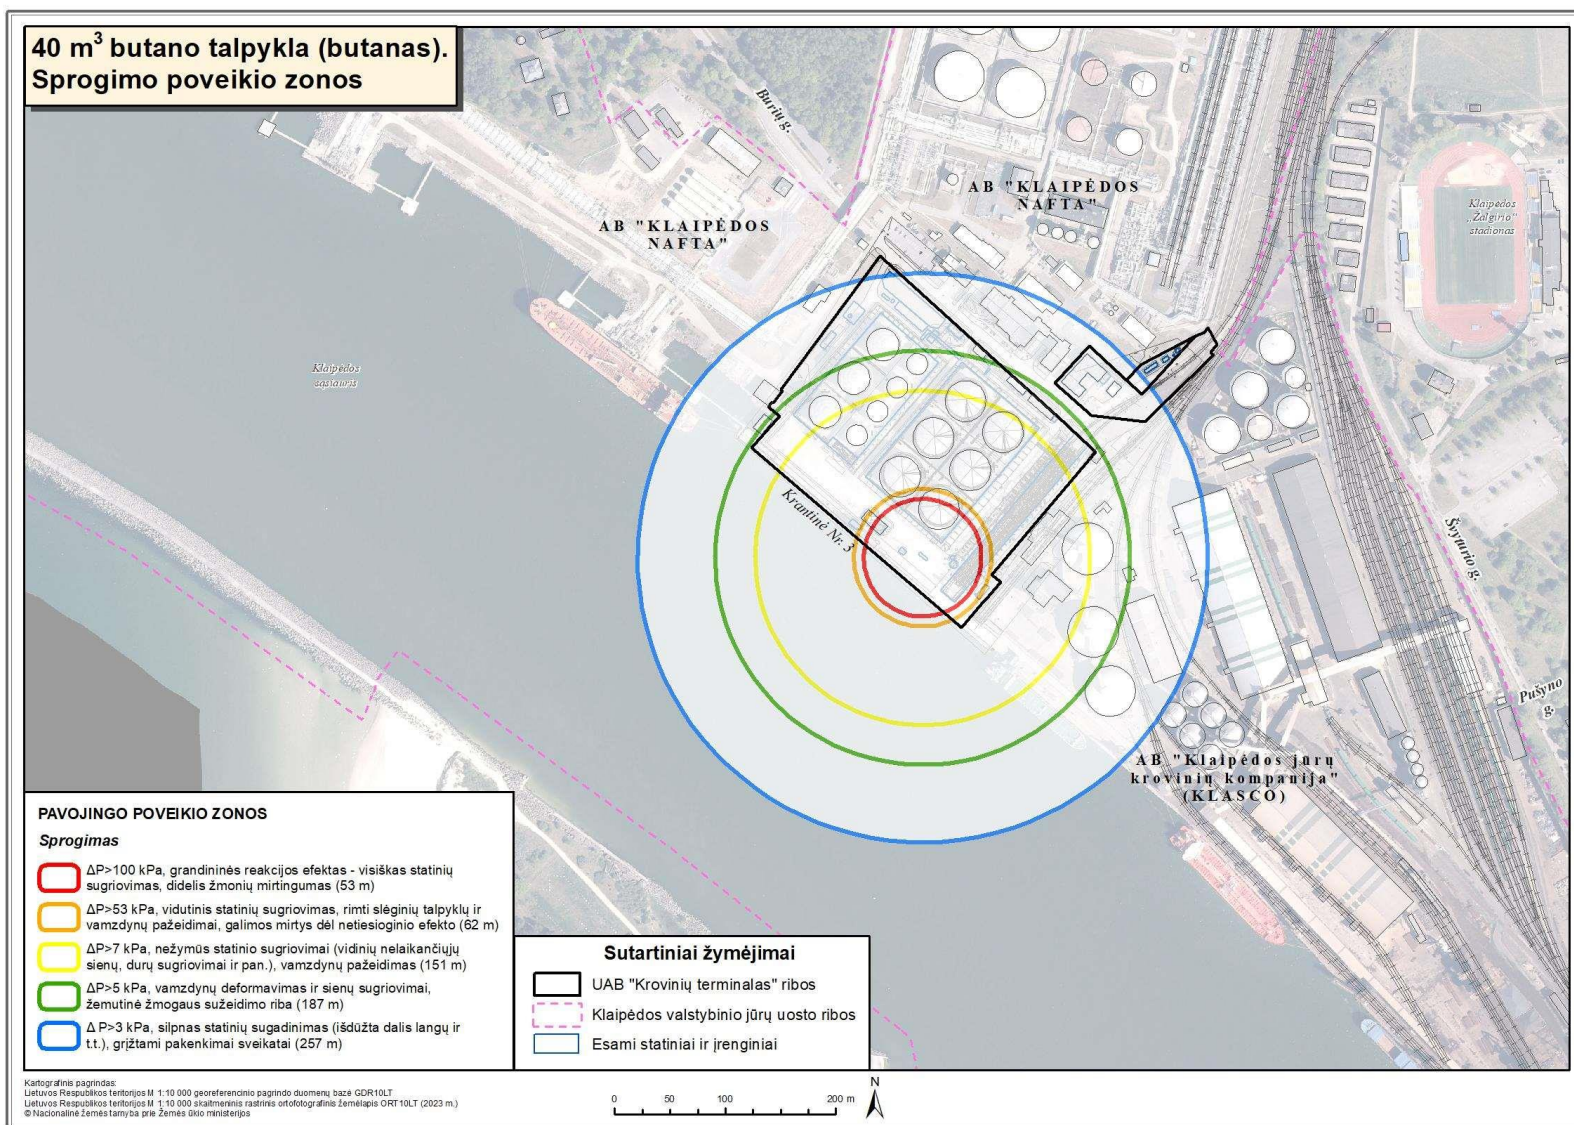 40 m³ butano talpykla (butanas).
Sprogimo poveikio zonos
Burių g.
AB "KLAIPĖDOS
NAFTA"
AB "KLAIPĖDOS
NAFTA"
Klaipėdos
„Žalgirio“
stadionas
Klaipėdos
sąsiauris
Krantinė Nr. 3
Švyturio g.
Pušyno
g.
AB "Klaipėdos jūrų
krovinių kompanija"
(KLASCO)
PAVOJINGO POVEIKIO ZONOS
Sprogimas
ΔP>100 kPa, grandininės reakcijos efektas - visiškas statinių
sugriovimas, didelis žmonių mirtingumas (53 m)
ΔP>53 kPa, vidutinis statinių sugriovimas, rimti slėginių talpyklų ir
vamzdynų pažeidimai, galimos mirtys dėl netiesioginio efekto (62 m)
ΔP>7 kPa, nežymūs statinio sugriovimai (vidinių nelaikančiųjų
sienų, durų sugriovimai ir pan.), vamzdynų pažeidimas (151 m)
ΔP>5 kPa, vamzdynų deformavimas ir sienų sugriovimai,
žemutinė žmogaus sužeidimo riba (187 m)
Δ P>3 kPa, silpnas statinių sugadinimas (išdūžta dalis langų ir
t.t.), grįžtami pakenkimai sveikatai (257 m)
Sutartiniai žymėjimai
UAB "Krovinių terminalas" ribos
Klaipėdos valstybinio jūrų uosto ribos
Esami statiniai ir įrenginiai
Kartografinis pagrindas:
Lietuvos Respublikos teritorijos M 1:10 000 georeferencinio pagrindo duomenų bazė GDR10LT
Lietuvos Respublikos teritorijos M 1:10 000 skaitmeninis rastrinis ortofotografinis žemėlapis ORT10LT (2023 m.)
© Nacionalinė žemės tarnyba prie Žemės ūkio ministerijos
0 50 100 200 m
N